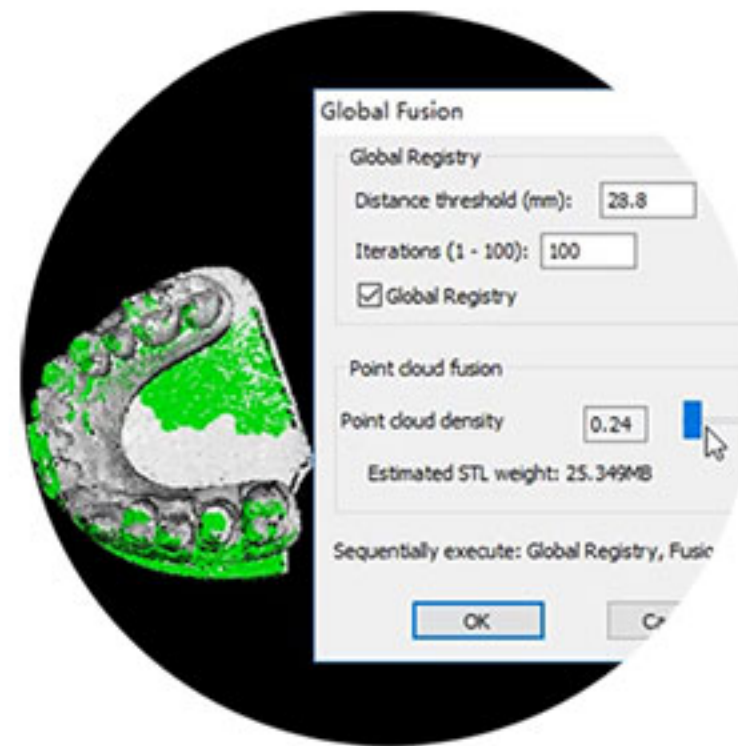 Global Fusion
Global Registry
Distance threshold (mm): 28.8
Iterations (1 - 100): 100
Global Registry
Point cloud fusion
Point cloud density 0.24
Estimated STL weight: 25.349MB
Sequentially execute: Global Registry,
OK